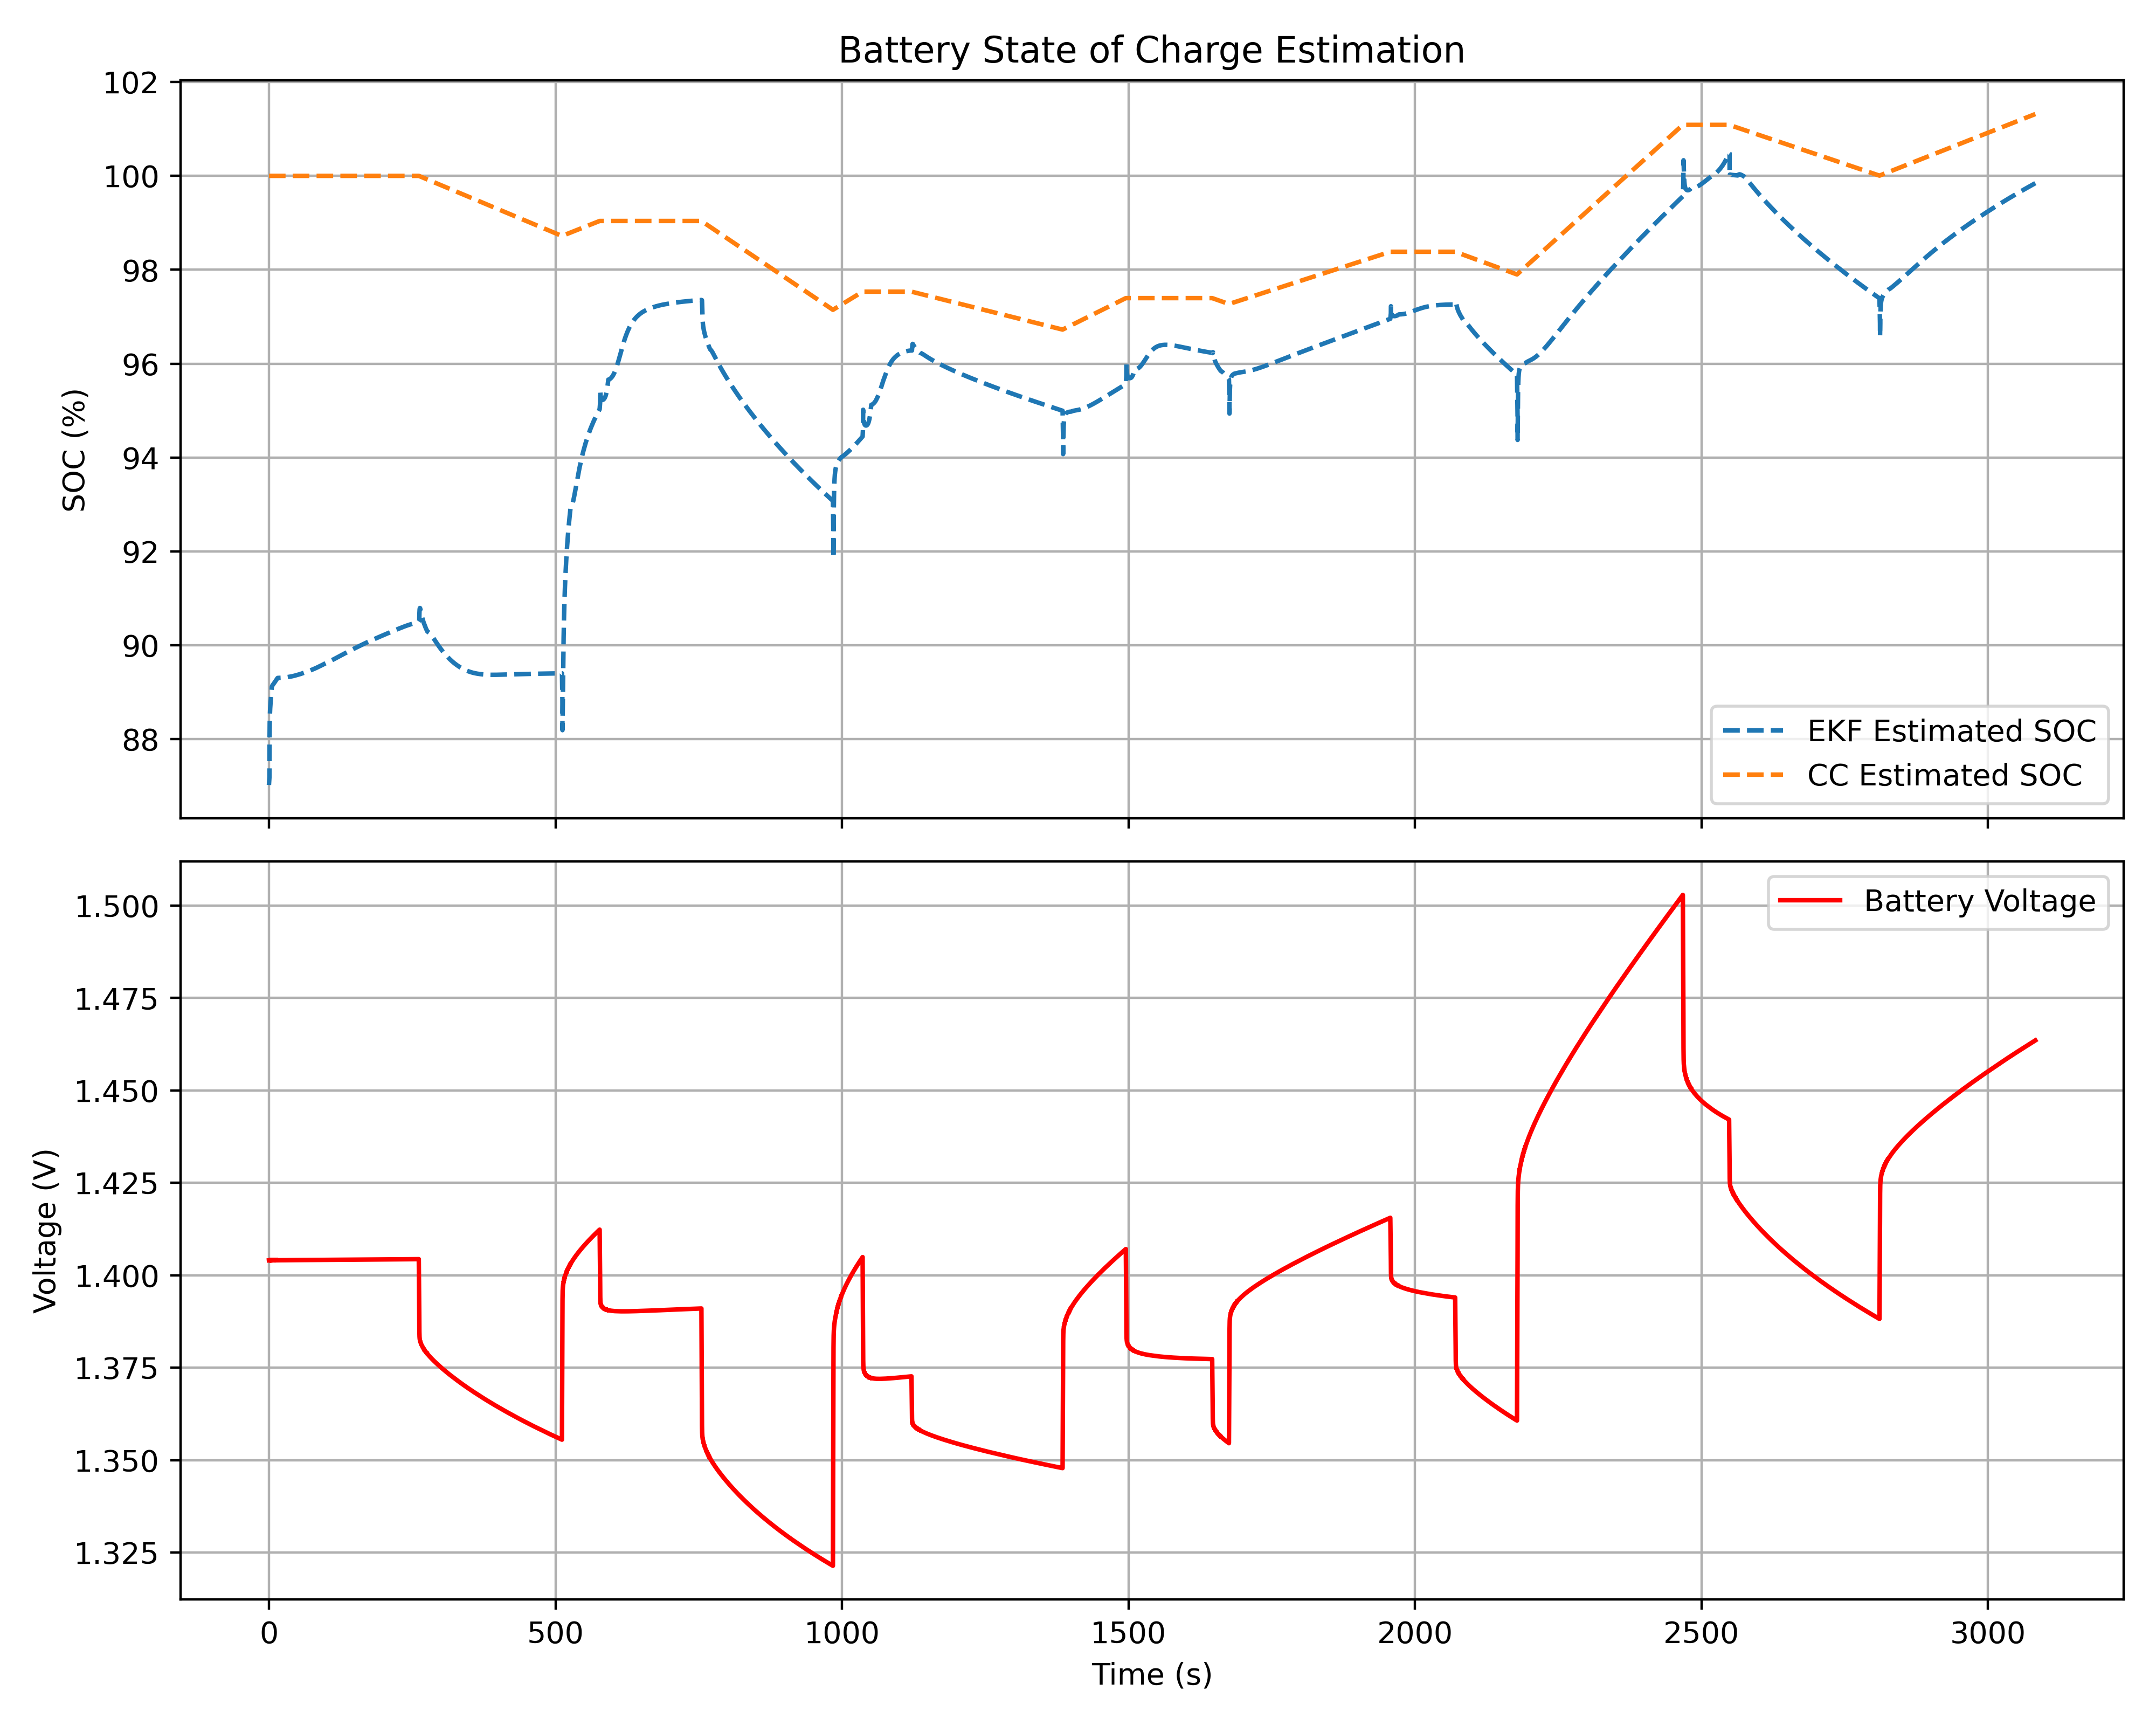 Battery State of Charge Estimation
102
100
98
96
94
92
90
88
SOC (%)
EKF Estimated SOC
CC Estimated SOC
1.500
1.475
1.450
1.425
1.400
1.375
1.350
1.325
Voltage (V)
Battery Voltage
0 500 1000 1500 2000 2500 3000
Time (s)